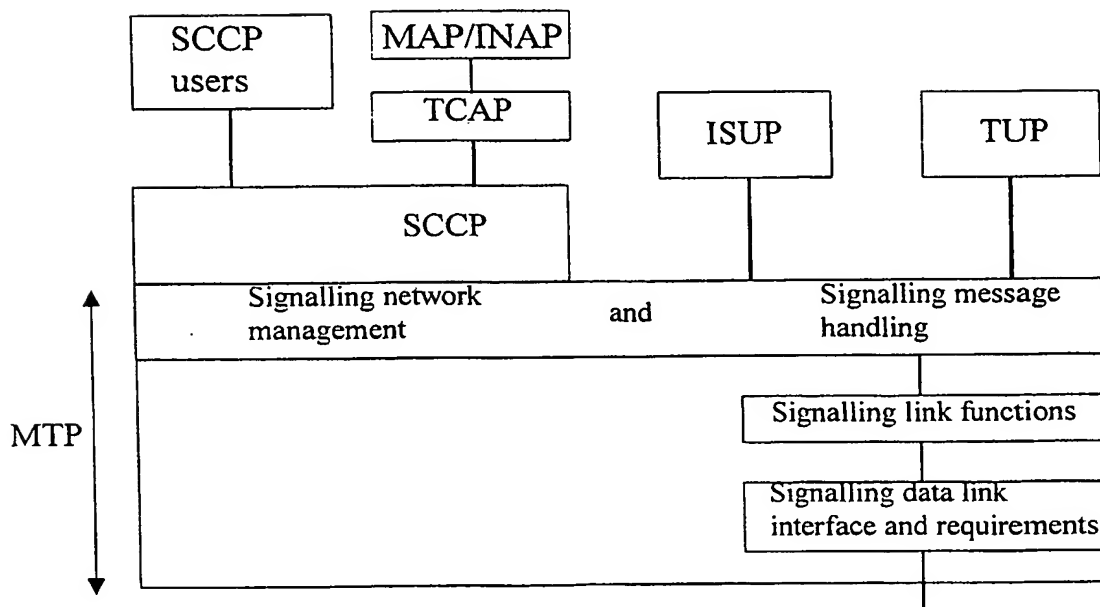 SCCP
users
MAP/INAP
TCAP
ISUP
TUP
SCCP
Signalling network
management
and
Signalling message
handling
MTP
Signalling link functions
Signalling data link
interface and requirements